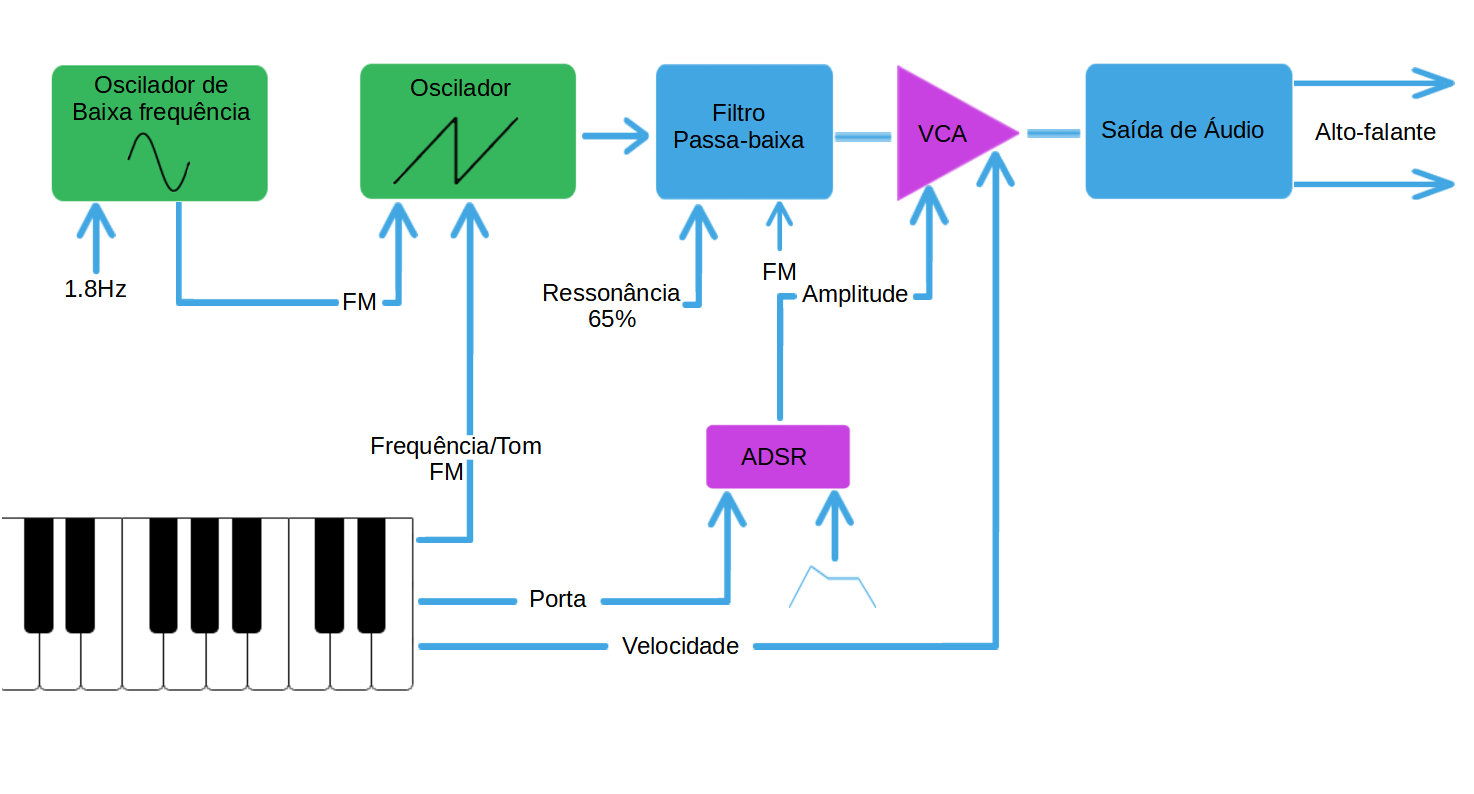 Oscilador de
Baixa frequência
Oscilador
Filtro
Passa-baixa
VCA
Saída de Áudio
Alto-falante
1.8Hz
FM
Ressonância
65%
FM
Amplitude
Frequência/Tom
FM
ADSR
Porta
Velocidade